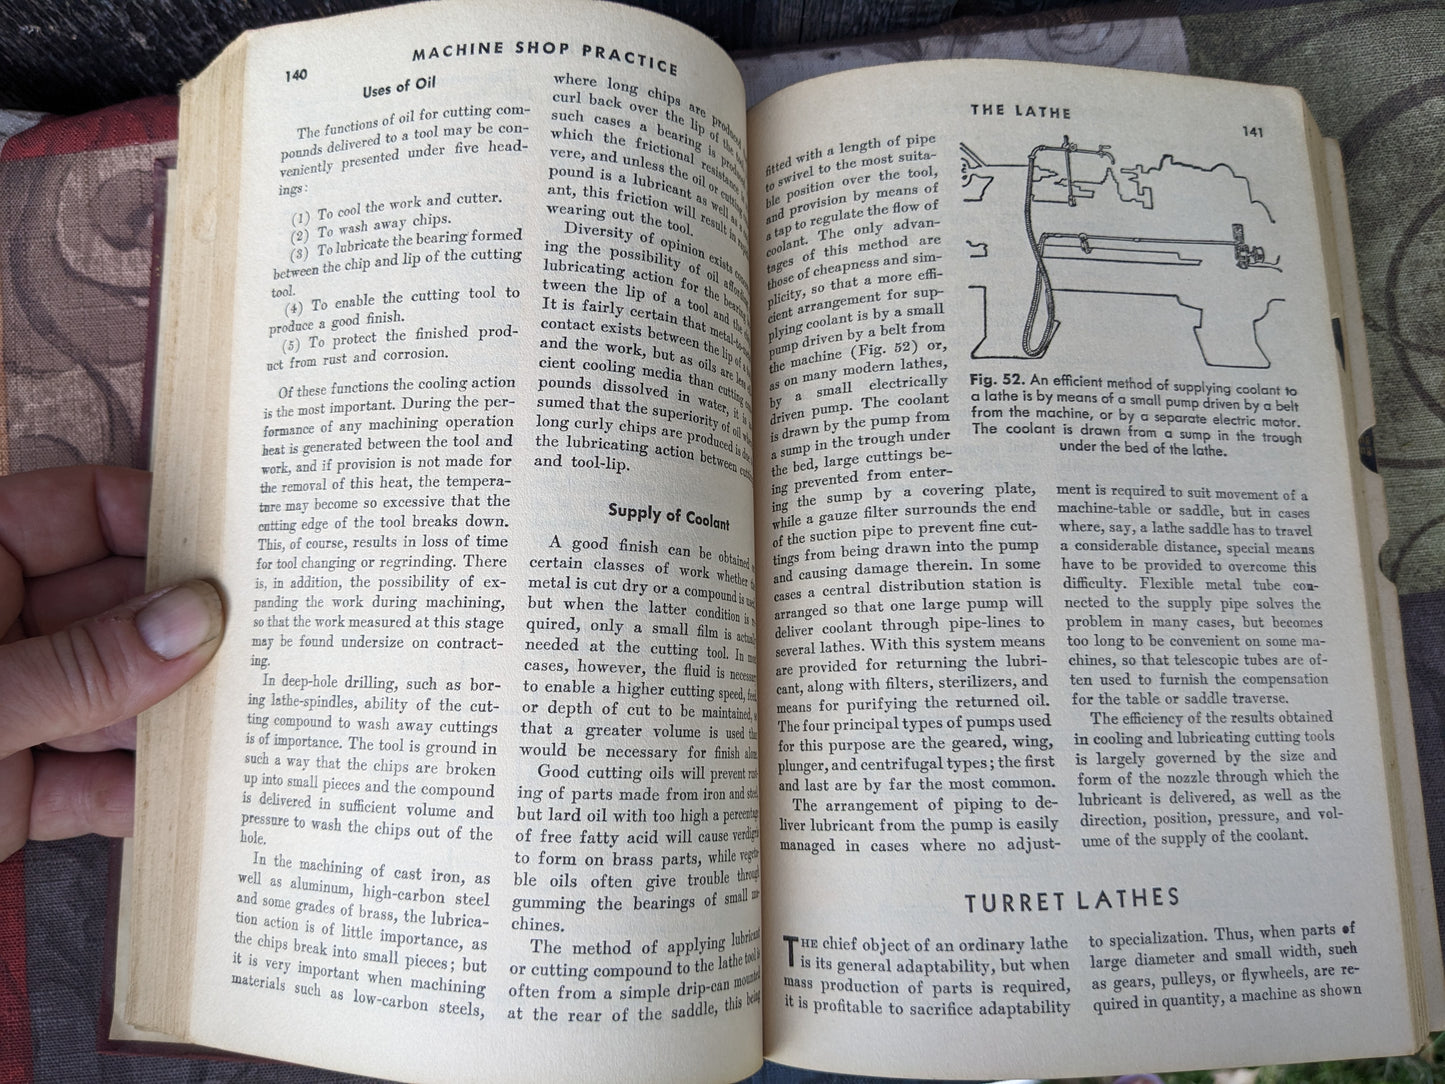 140
MACHINE SHOP PRACTICE
Uses of Oil
The functions of oil for cutting com-
pounds delivered to a tool may be con-
veniently presented under five head-
ings:
(1) To cool the work and cutter.
(2) To wash away chips.
(3) To lubricate the bearing formed
between the chip and lip of the cutting
tool.
(4) To enable the cutting tool to
produce a good finish.
(5) To protect the finished prod-
uct from rust and corrosion.
Of these functions the cooling action
is the most important. During the per-
formance of any machining operation
heat is generated between the tool and
work, and if provision is not made for
the removal of this heat, the tempera-
ture may become so excessive that the
cutting edge of the tool breaks down.
This, of course, results in loss of time
for tool changing or regrinding. There
is, in addition, the possibility of ex-
panding the work during machining,
so that the work measured at this stage
may be found undersize on contract-
ing.
In deep-hole drilling, such as bor-
ing lathe-spindles, ability of the cut-
ting compound to wash away cuttings
is of importance. The tool is ground in
such a way that the chips are broken
up into small pieces and the compound
is delivered in sufficient volume and
pressure to wash the chips out of the
hole.
In the machining of cast iron, as
well as aluminum, high-carbon steel
and some grades of brass, the lubrica-
tion action is of little importance, as
the chips break into small pieces; but
it is very important when machining
materials such as low-carbon steels,
where long chips are
curl back over the lip of the
such cases a bearing is
which the frictional resistance
vere, and unless the oil or cutting
pound is a lubricant as well as a
ant, this friction will result in
wearing out the tool.
Diversity of opinion exists
ing the possibility of oil
lubricating action for the bearing
tween the lip of a tool and the
It is fairly certain that
contact exists between the lip of
and the work, but as oils are less
cient cooling media than cutting
pounds dissolved in water, it is
sumed that the superiority of oil
long curly chips are produced is
the lubricating action between
and tool-lip.
Supply of Coolant
A good finish can be obtained
certain classes of work whether
metal is cut dry or a compound is
but when the latter condition is
quired, only a small film is
needed at the cutting tool. In
cases, however, the fluid is
to enable a higher cutting speed,
or depth of cut to be maintained,
that a greater volume is used
would be necessary for finish
Good cutting oils will prevent
ing of parts made from iron and
but lard oil with too high a
of free fatty acid will cause
to form on brass parts, while
ble oils often give trouble through
gumming the bearings of small
chines.
The method of applying
or cutting compound to the lathe tool
often from a simple drip-can mounted
at the rear of the saddle, this being
THE LATHE
141
fitted with a length of pipe
to swivel to the most suita-
ble position over the tool,
and provision by means of
a tap to regulate the flow of
coolant. The only advan-
tages of this method are
those of cheapness and sim-
plicity, so that a more effi-
cient arrangement for sup-
plying coolant is by a small
pump driven by a belt from
the machine (Fig. 52) or,
as on many modern lathes,
by a small electrically
driven pump. The coolant
is drawn by the pump from
a sump in the trough under
the bed, large cuttings be-
ing prevented from enter-
ing the sump by a covering plate,
while a gauze filter surrounds the end
of the suction pipe to prevent fine cut-
tings from being drawn into the pump
and causing damage therein. In some
cases a central distribution station is
arranged so that one large pump will
deliver coolant through pipe-lines to
several lathes. With this system means
are provided for returning the lubri-
cant, along with filters, sterilizers, and
means for purifying the returned oil.
The four principal types of pumps used
for this purpose are the geared, wing,
plunger, and centrifugal types; the first
and last are by far the most common.
The arrangement of piping to de-
liver lubricant from the pump is easily
managed in cases where no adjust-
Fig. 52. An efficient method of supplying coolant to
a lathe is by means of a small pump driven by a belt
from the machine, or by a separate electric motor.
The coolant is drawn from a sump in the trough
under the bed of the lathe.
ment is required to suit movement of a
machine-table or saddle, but in cases
where, say, a lathe saddle has to travel
a considerable distance, special means
have to be provided to overcome this
difficulty. Flexible metal tube con-
nected to the supply pipe solves the
problem in many cases, but becomes
too long to be convenient on some ma-
chines, so that telescopic tubes are of-
ten used to furnish the compensation
for the table or saddle traverse.
The efficiency of the results obtained
in cooling and lubricating cutting tools
is largely governed by the size and
form of the nozzle through which the
lubricant is delivered, as well as the
direction, position, pressure, and vol-
ume of the supply of the coolant.
TURRET LATHES
THE chief object of an ordinary lathe
is its general adaptability, but when
mass production of parts is required,
it is profitable to sacrifice adaptability
to specialization. Thus, when parts of
large diameter and small width, such
as gears, pulleys, or flywheels, are re-
quired in quantity, a machine as shown